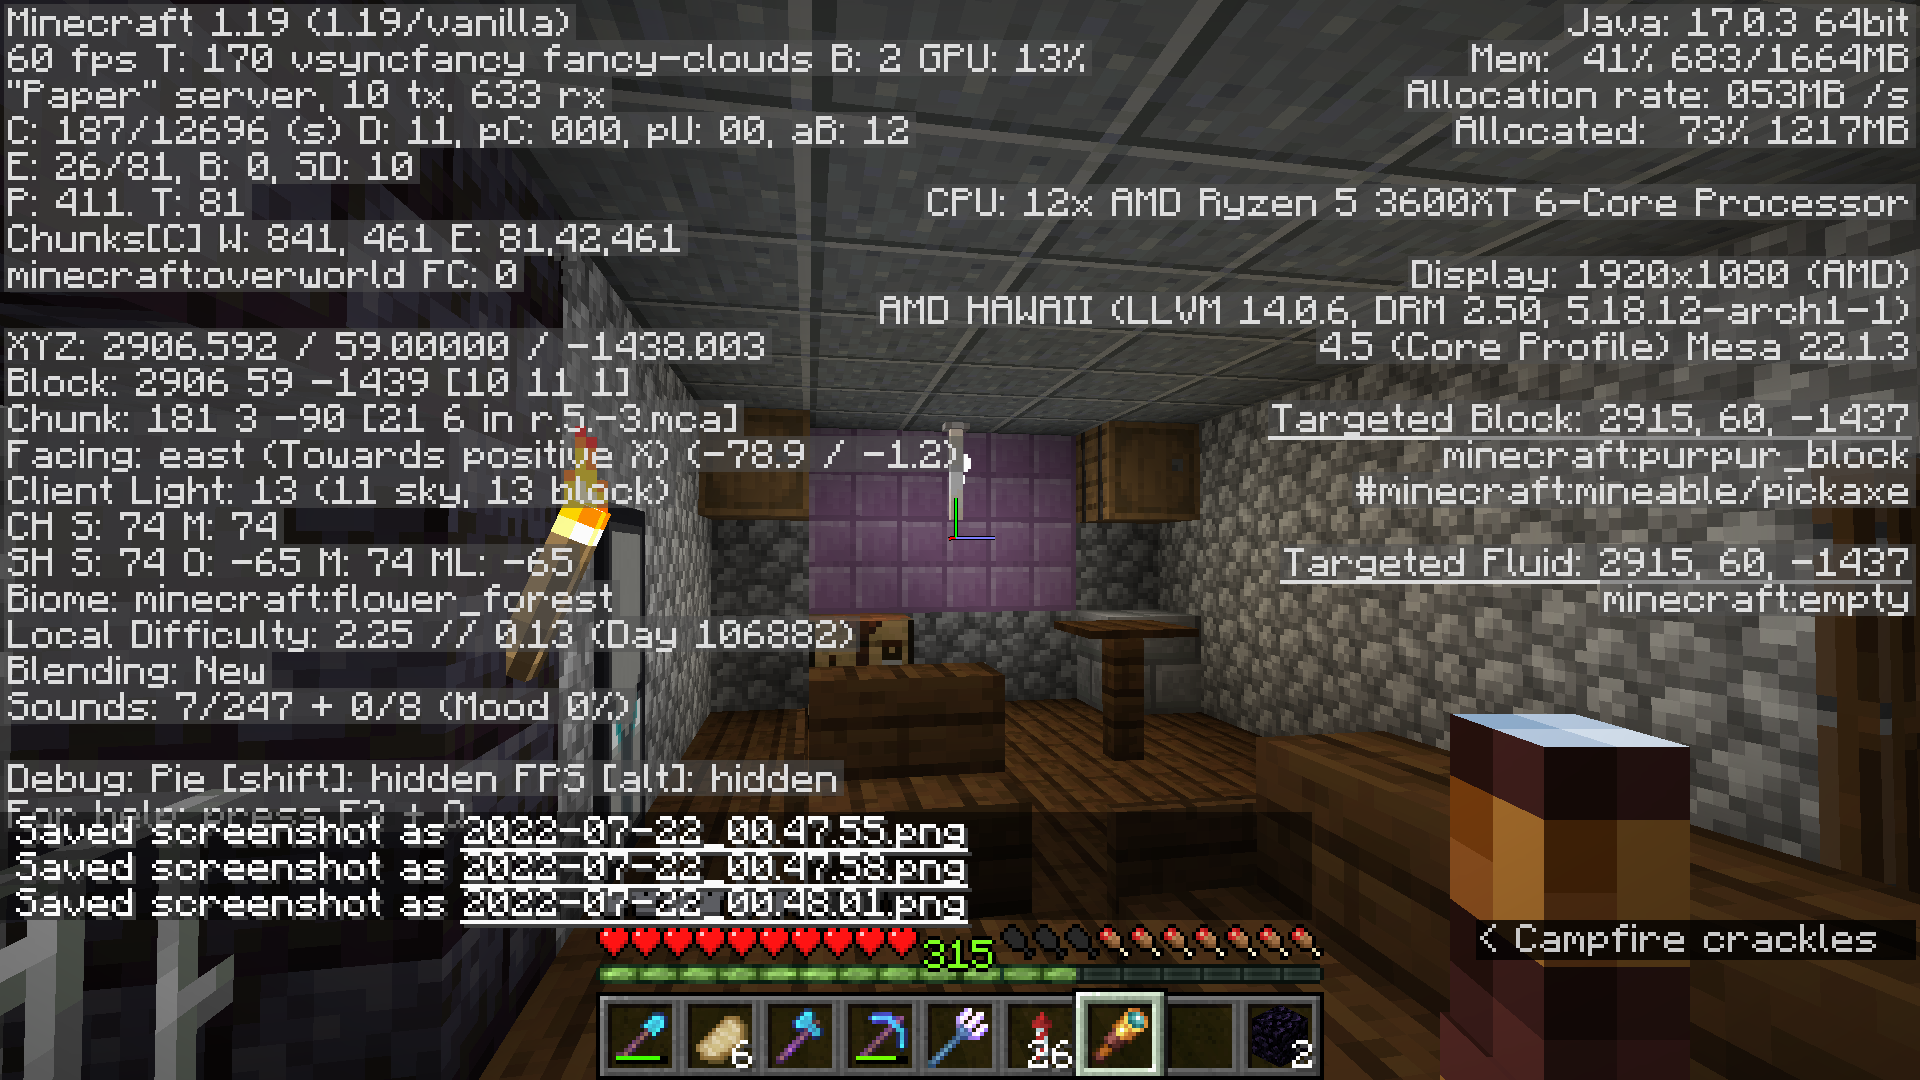 Minecraft 1.19 (1.19/vanilla)
60 fps T: 170 vsyncfancy fancy-clouds B: 2 GPU: 13%
"Paper" server, 10 tx, 633 rx
C: 187/12696 (s) D: 11, pC: 000, pU: 00, aB: 12
E: 26/81, B: 0, SD: 10
P: 411. T: 81
Chunks[C] W: 841, 461 E: 81,42,461
minecraft:overworld FC: 0
XYZ: 2906.592 / 59.00000 / -1438.003
Block: 2906 59 -1439 [10 11 1]
Chunk: 181 3 -90 [21 6 in r.5.-3.mca]
Facing: east (Towards positive X) (-78.9 / -1.2)
Client Light: 13 (11 sky, 13 block)
CH S: 74 M: 74
SH S: 74 O: -65 M: 74 ML: -65
Biome: minecraft:flower_forest
Local Difficulty: 2.25 // 0.13 (Day 106882)
Blending: New
Sounds: 7/247 + 0/8 (Mood 0%)
Debug: Pie [shift]: hidden FPS [alt]: hidden
For help: press F3 + Q
Saved screenshot as 2022-07-22_00.47.55.png
Saved screenshot as 2022-07-22_00.47.58.png
Saved screenshot as 2022-07-22_00.48.01.png
Java: 17.0.3 64bit
Mem: 41% 683/1664MB
Allocation rate: 053MB /s
Allocated: 73% 1217MB
CPU: 12x AMD Ryzen 5 3600XT 6-Core Processor
Display: 1920x1080 (AMD)
AMD HAWAII (LLVM 14.0.6, DRM 2.50, 5.18.12-arch1-1)
4.5 (Core Profile) Mesa 22.1.3
Targeted Block: 2915, 60, -1437
minecraft:purpur_block
#minecraft:mineable/pickaxe
Targeted Fluid: 2915, 60, -1437
minecraft:empty
< Campfire crackles
315
6
26
2